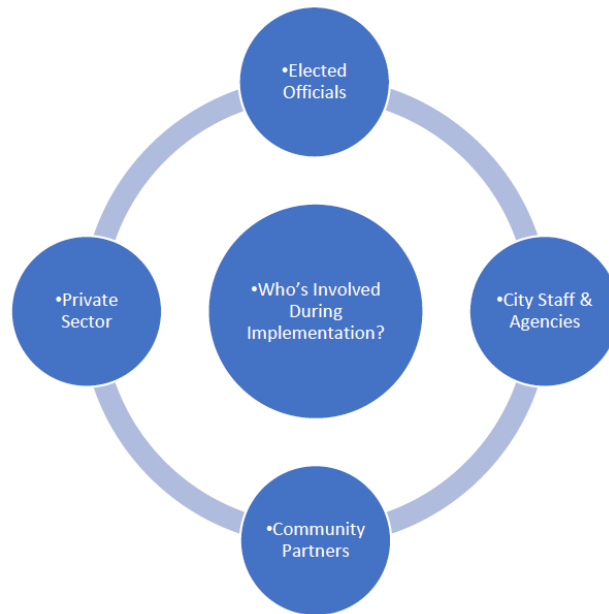 •Elected
Officials
•Private
Sector
•Who's Involved
During
Implementation?
•City Staff &
Agencies
•Community
Partners